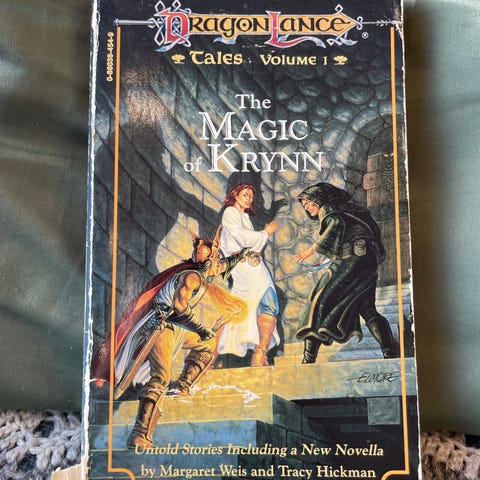 DragonLance®
Tales Volume 1
0-88038-454-9
The
Magic
of Krynn
Elmore
Untold Stories Including a New Novella
by Margaret Weis and Tracy Hickman